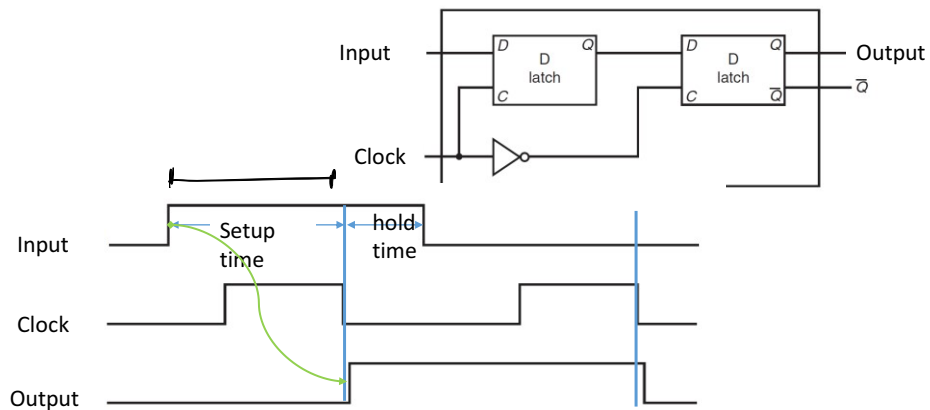 Input
D
Q
D
latch
C
D
Q
D
latch
C
Q̅
Output
Q̅
Clock
Input
Setup
time
hold
time
Clock
Output